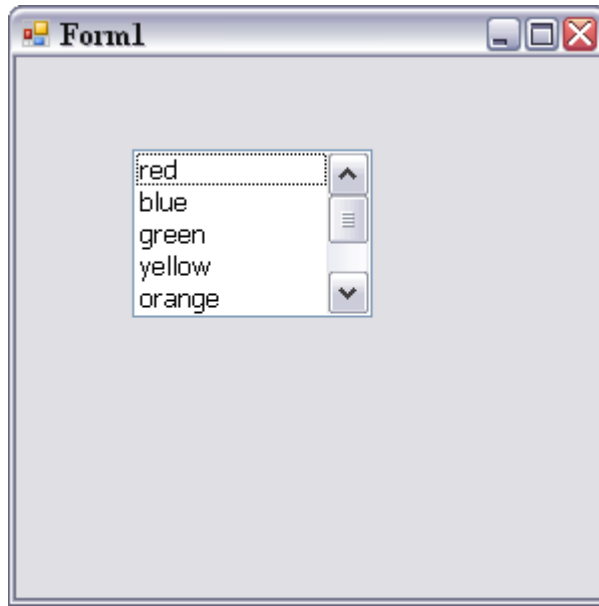 Form1
red
blue
green
yellow
orange